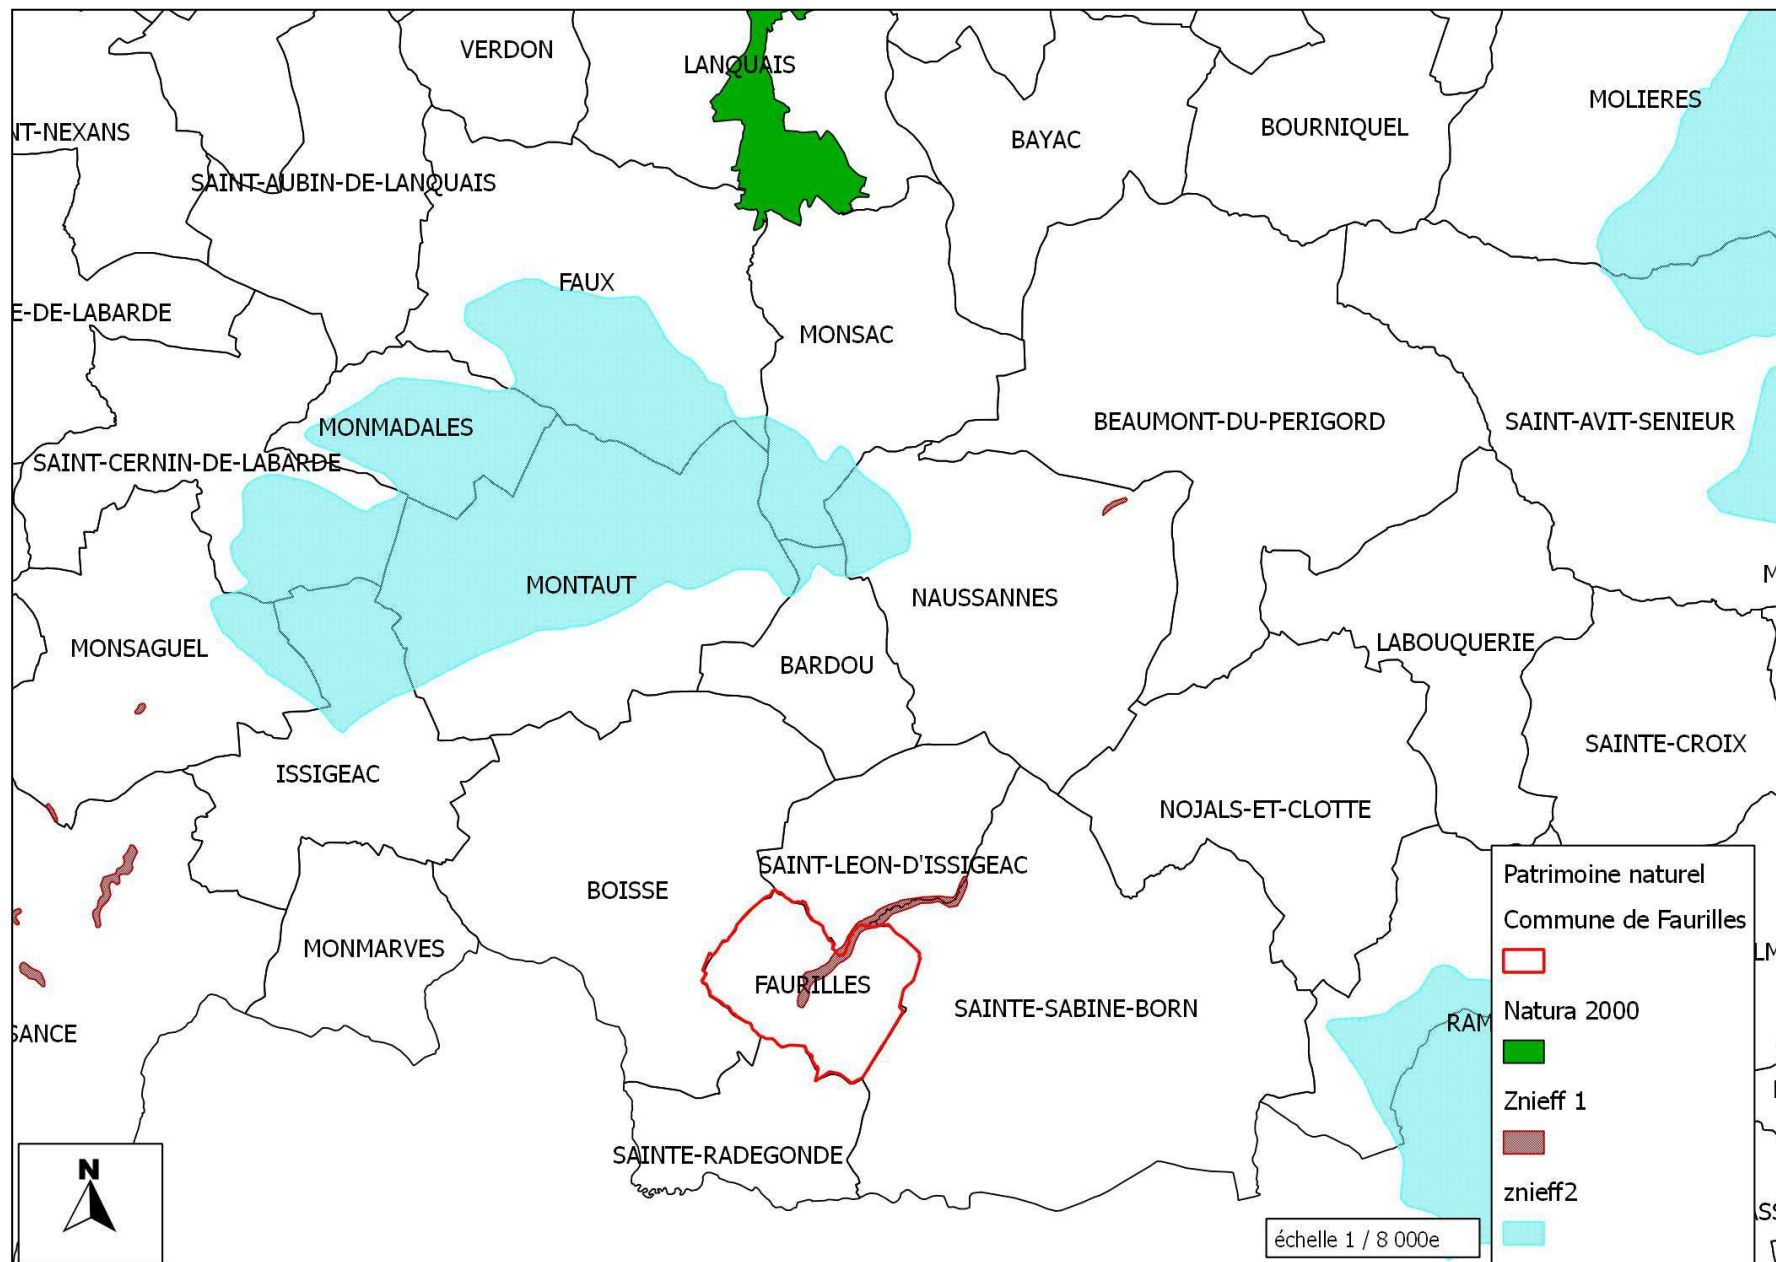 VERDON
LANQUAIS
MOLIERES
NT-NEXANS
BAYAC
BOURNIQUEL
SAINT-AUBIN-DE-LANQUAIS
FAUX
E-DE-LABARDE
MONSAC
MONMADALES
BEAUMONT-DU-PERIGORD
SAINT-AVIT-SENIEUR
SAINT-CERNIN-DE-LABARDE
M
MONTAUT
NAUSSANNES
MONSAGUEL
BARDOU
LABOUQUERIE
ISSIGEAC
SAINTE-CROIX
NOJALS-ET-CLOTTE
SAINT-LEON-D'ISSIGEAC
BOISSE
MONMARVES
FAURILLES
SAINTE-SABINE-BORN
SANCE
RAM
SAINTE-RADEGONDE
Patrimoine naturel
Commune de Faurilles
Natura 2000
Znieff 1
znieff2
N
échelle 1 / 8 000e